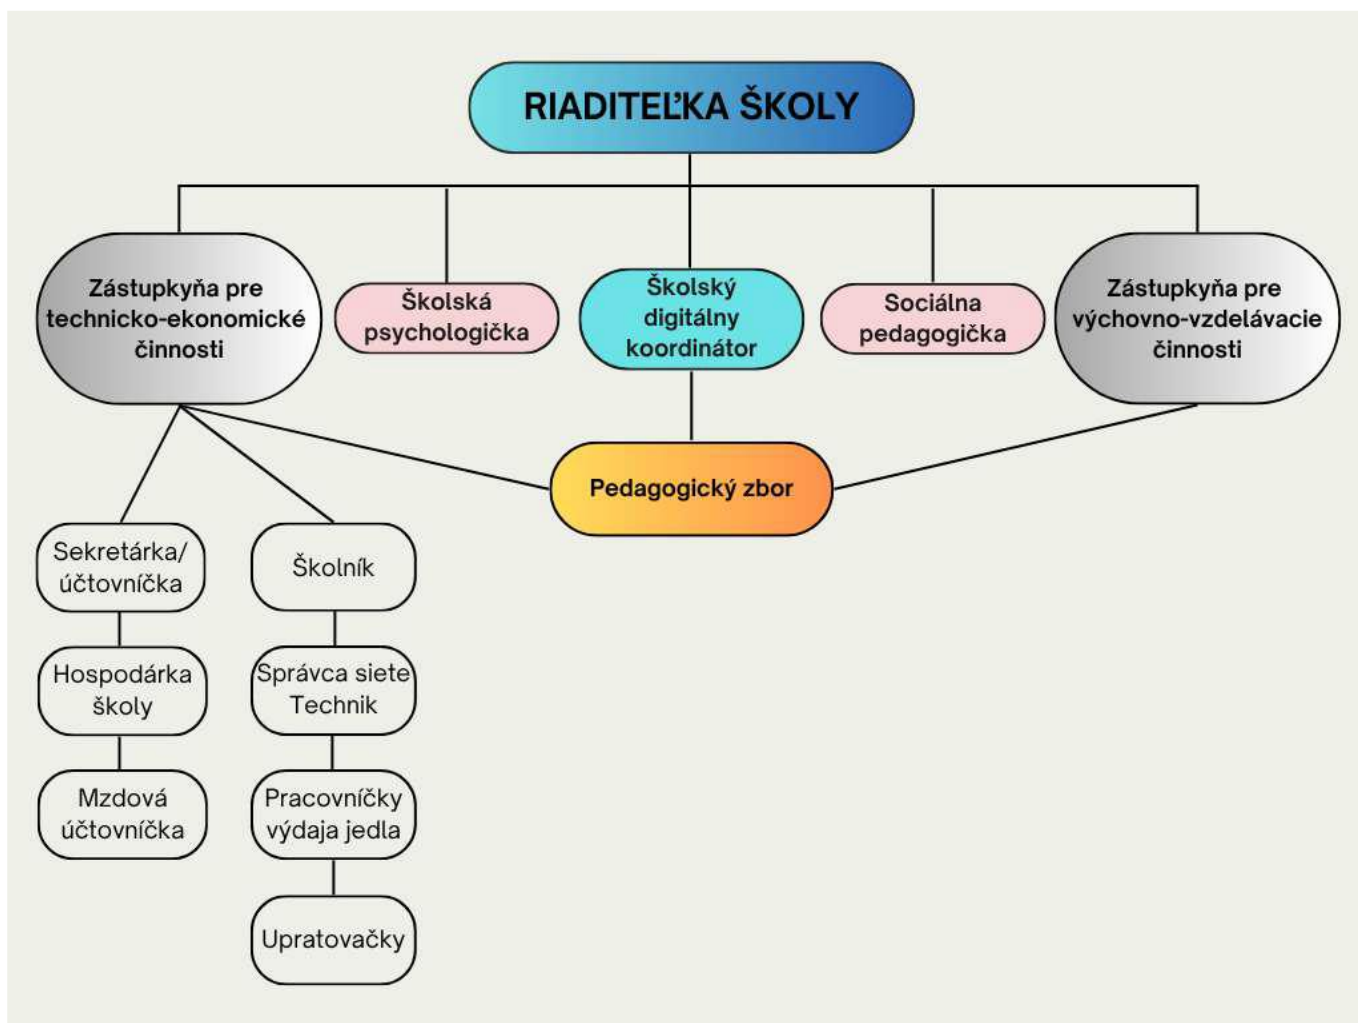 RIADITEĽKA ŠKOLY
Zástupkyňa pre
technicko-ekonomické
činnosti
Školská
psychologička
Školský
digitálny
koordinátor
Sociálna
pedagogička
Zástupkyňa pre
výchovno-vzdelávacie
činnosti
Pedagogický zbor
Sekretárka/
účtovníčka
Hospodárka
školy
Mzdová
účtovníčka
Školník
Správca siete
Technik
Pracovníčky
výdaja jedla
Upratovačky